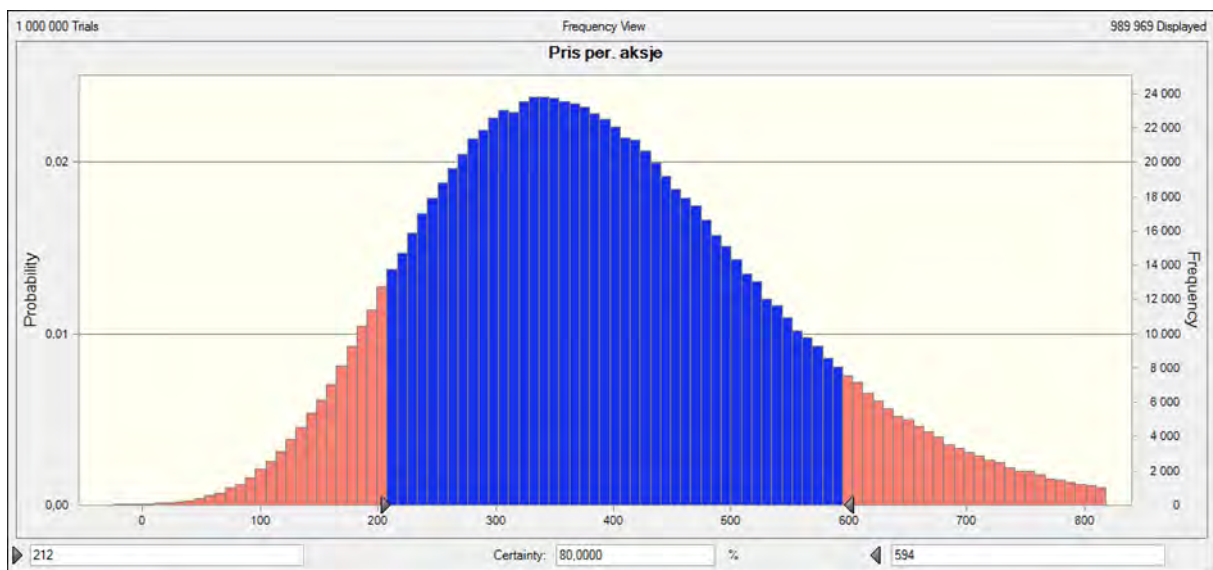 1 000 000 Trials Frequency View 989 969 Displayed
Pris per. aksje
Probability
0,02
0,01
0,00
24 000
22 000
20 000
18 000
16 000
14 000
12 000
10 000
8 000
6 000
4 000
2 000
0
Frequency
0 100 200 300 400 500 600 700 800
212 Certainty: 80,0000 % 594